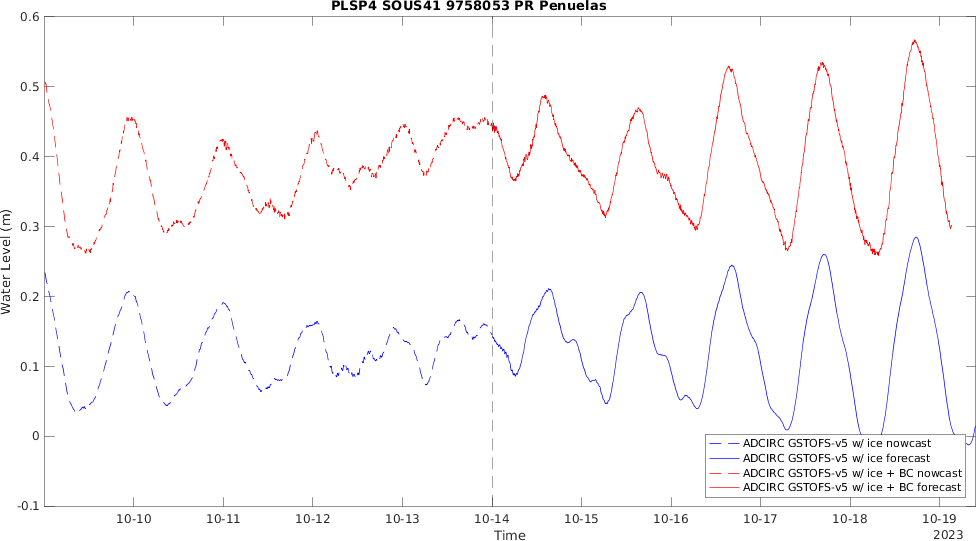 PLSP4 SOUS41 9758053 PR Penuelas
0.6
0.5
0.4
0.3
0.2
0.1
0
-0.1
Water Level (m)
10-10 10-11 10-12 10-13 10-14 10-15 10-16 10-17 10-18 10-19
Time
2023
ADCIRC GSTOFS-v5 w/ ice nowcast
ADCIRC GSTOFS-v5 w/ ice forecast
ADCIRC GSTOFS-v5 w/ ice + BC nowcast
ADCIRC GSTOFS-v5 w/ ice + BC forecast